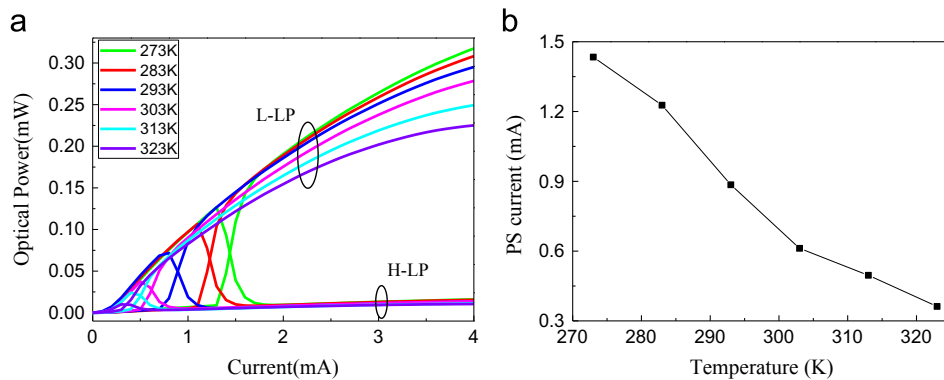 a
Optical Power(mW)
0.30
0.25
0.20
0.15
0.10
0.05
0.00
273K
283K
293K
303K
313K
323K
L-LP
H-LP
0 1 2 3 4
Current(mA)
b
PS current (mA)
1.5
1.2
0.9
0.6
0.3
270 280 290 300 310 320
Temperature (K)